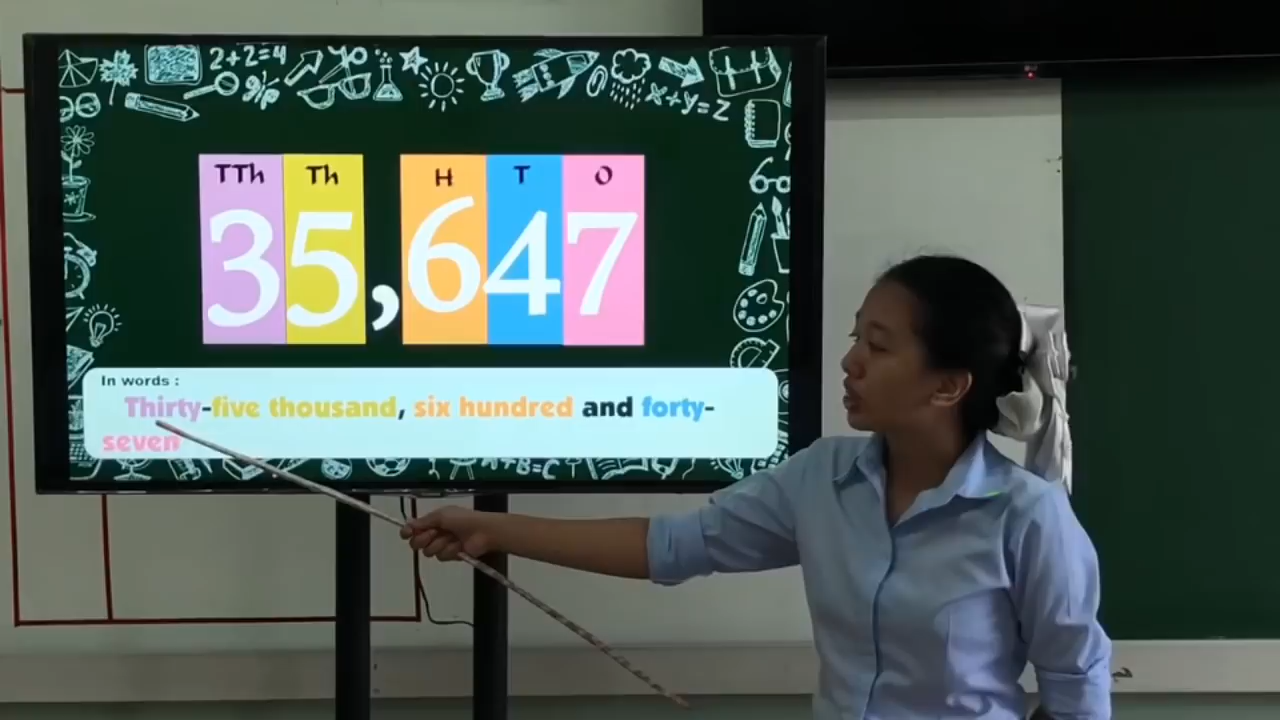 2+2=4
%
x+y=z
TTh Th H T O
35,647
In words :
Thirty-five thousand, six hundred and forty-
seven
A+B=C